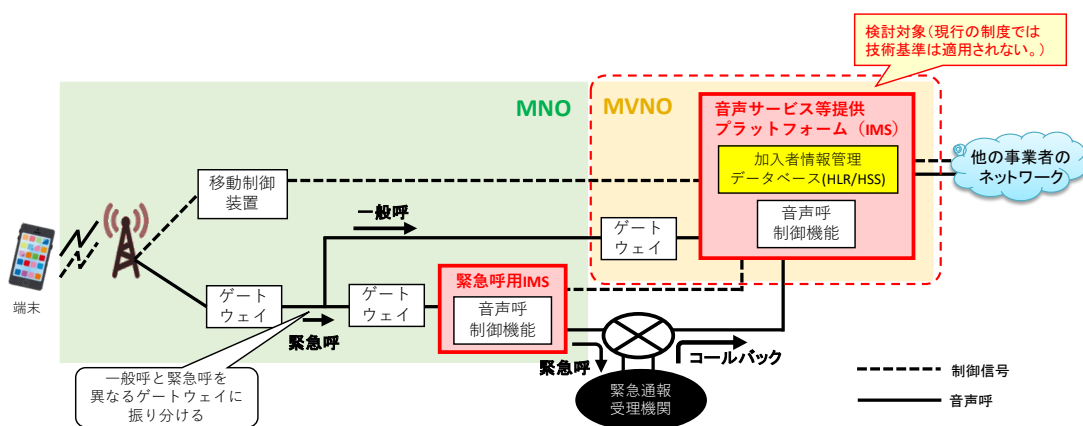 検討対象(現行の制度では
技術基準は適用されない。)
MNO
MVNO
音声サービス等提供
プラットフォーム（IMS）
加入者情報管理
データベース(HLR/HSS)
音声呼
制御機能
他の事業者の
ネットワーク
移動制御
装置
一般呼
ゲート
ウェイ
端末
ゲート
ウェイ
緊急呼
ゲート
ウェイ
緊急呼用IMS
音声呼
制御機能
緊急呼
コールバック
緊急通報
受理機関
一般呼と緊急呼を
異なるゲートウェイに
振り分ける
制御信号
音声呼